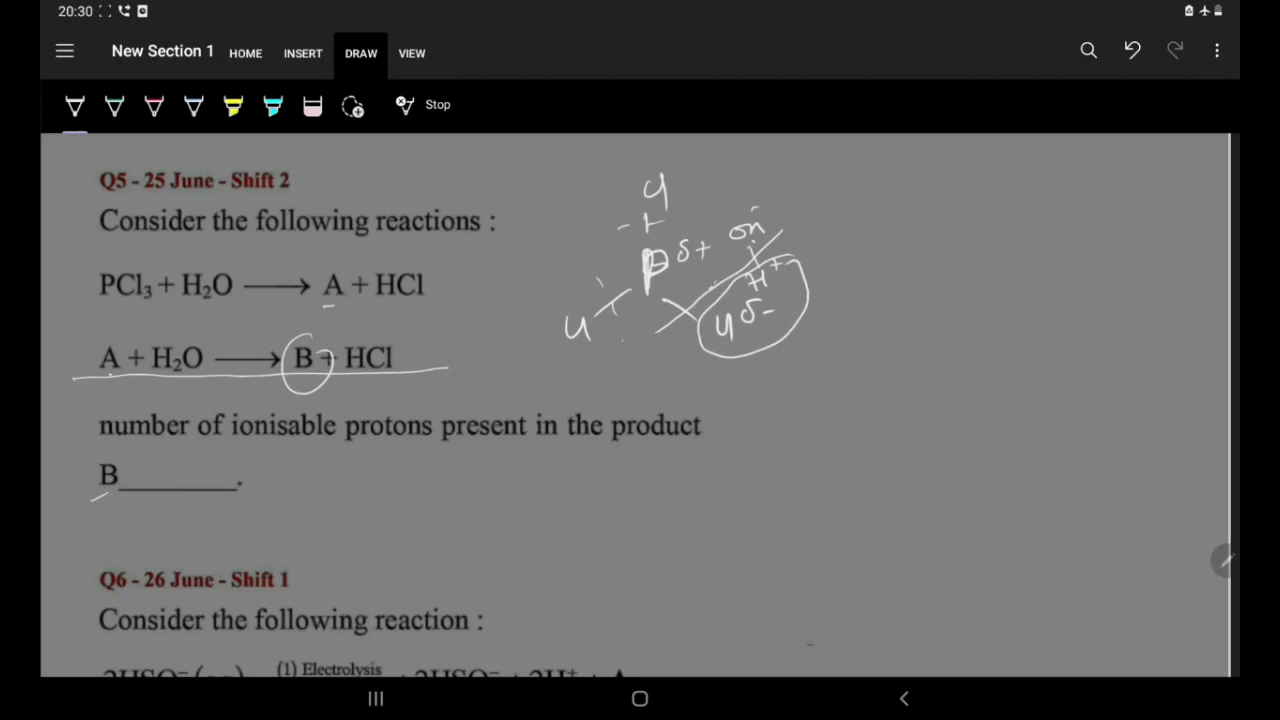 20:30
New Section 1 HOME INSERT DRAW VIEW
Stop
Q5 - 25 June - Shift 2
Consider the following reactions :
PCl₃ + H₂O ⟶ A + HCl
A + H₂O ⟶ B + HCl
number of ionisable protons present in the product
B________.
P δ+
H+
δ-
Q6 - 26 June - Shift 1
Consider the following reaction :
(1) Electrolysis